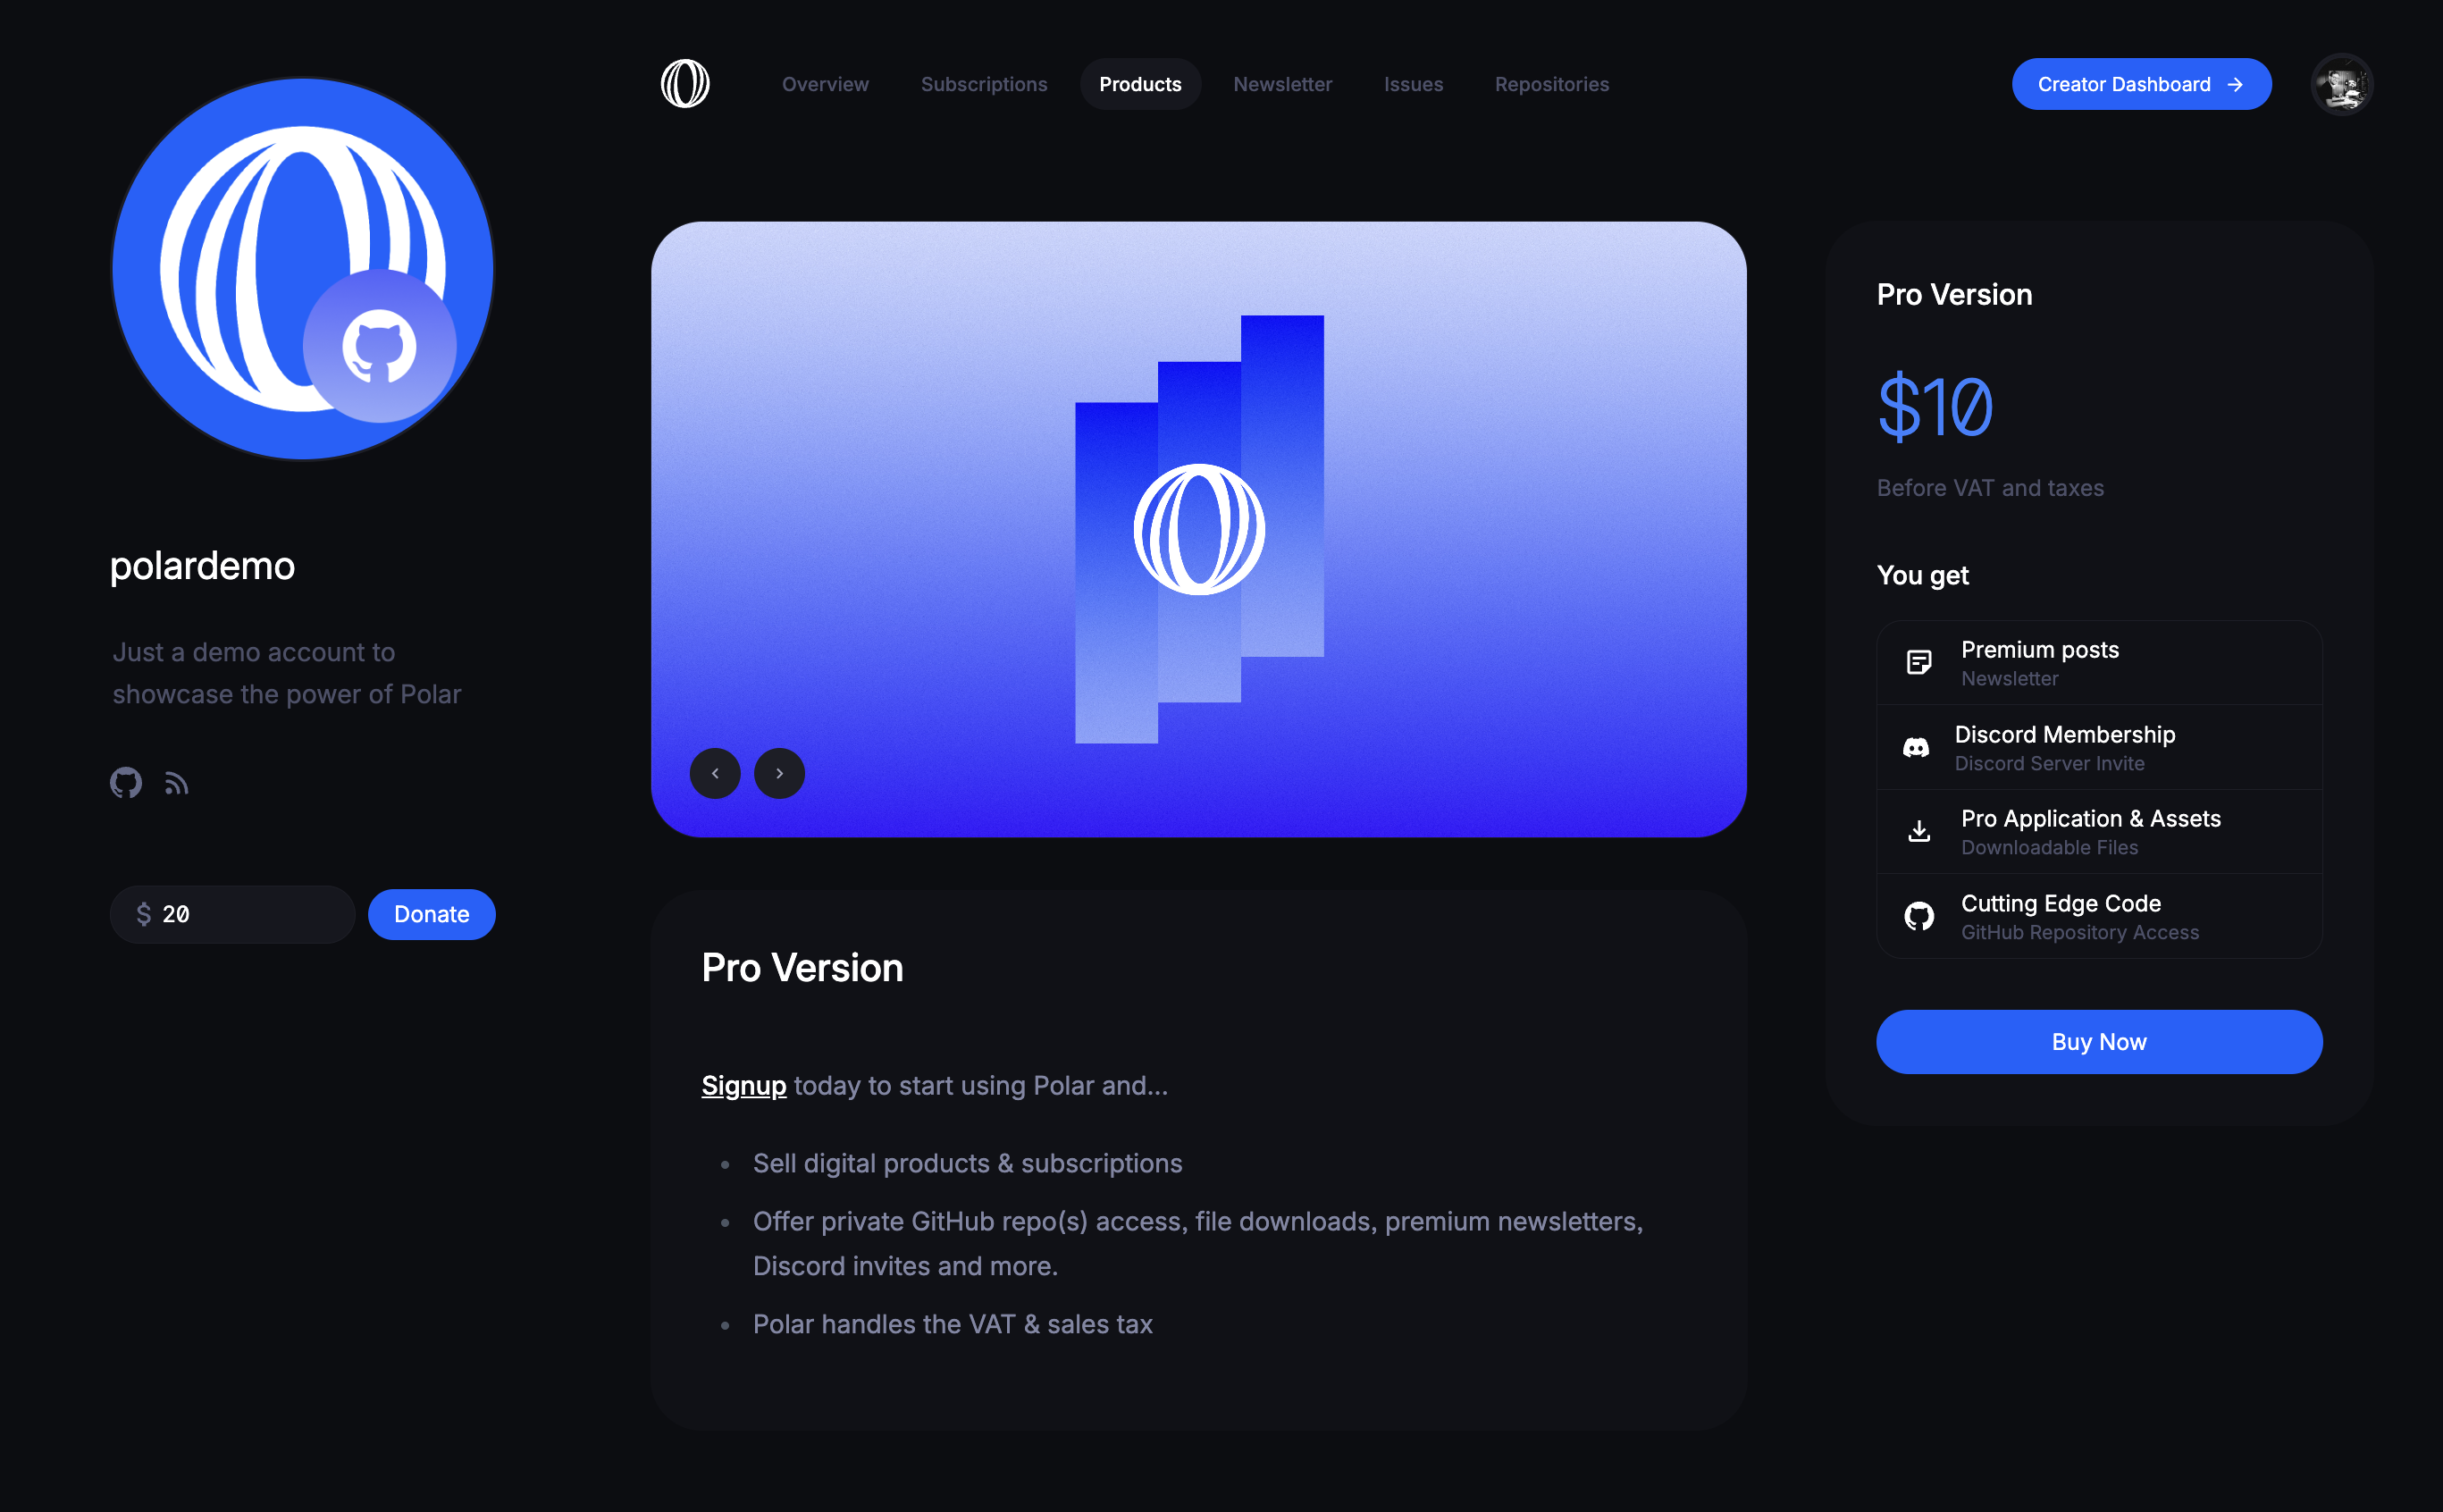 Overview
Subscriptions
Products
Newsletter
Issues
Repositories
Creator Dashboard
polardemo
Just a demo account to
showcase the power of Polar
$ 20
Donate
Pro Version
Signup today to start using Polar and...
Sell digital products & subscriptions
Offer private GitHub repo(s) access, file downloads, premium newsletters,
Discord invites and more.
Polar handles the VAT & sales tax
Pro Version
$10
Before VAT and taxes
You get
Premium posts
Newsletter
Discord Membership
Discord Server Invite
Pro Application & Assets
Downloadable Files
Cutting Edge Code
GitHub Repository Access
Buy Now